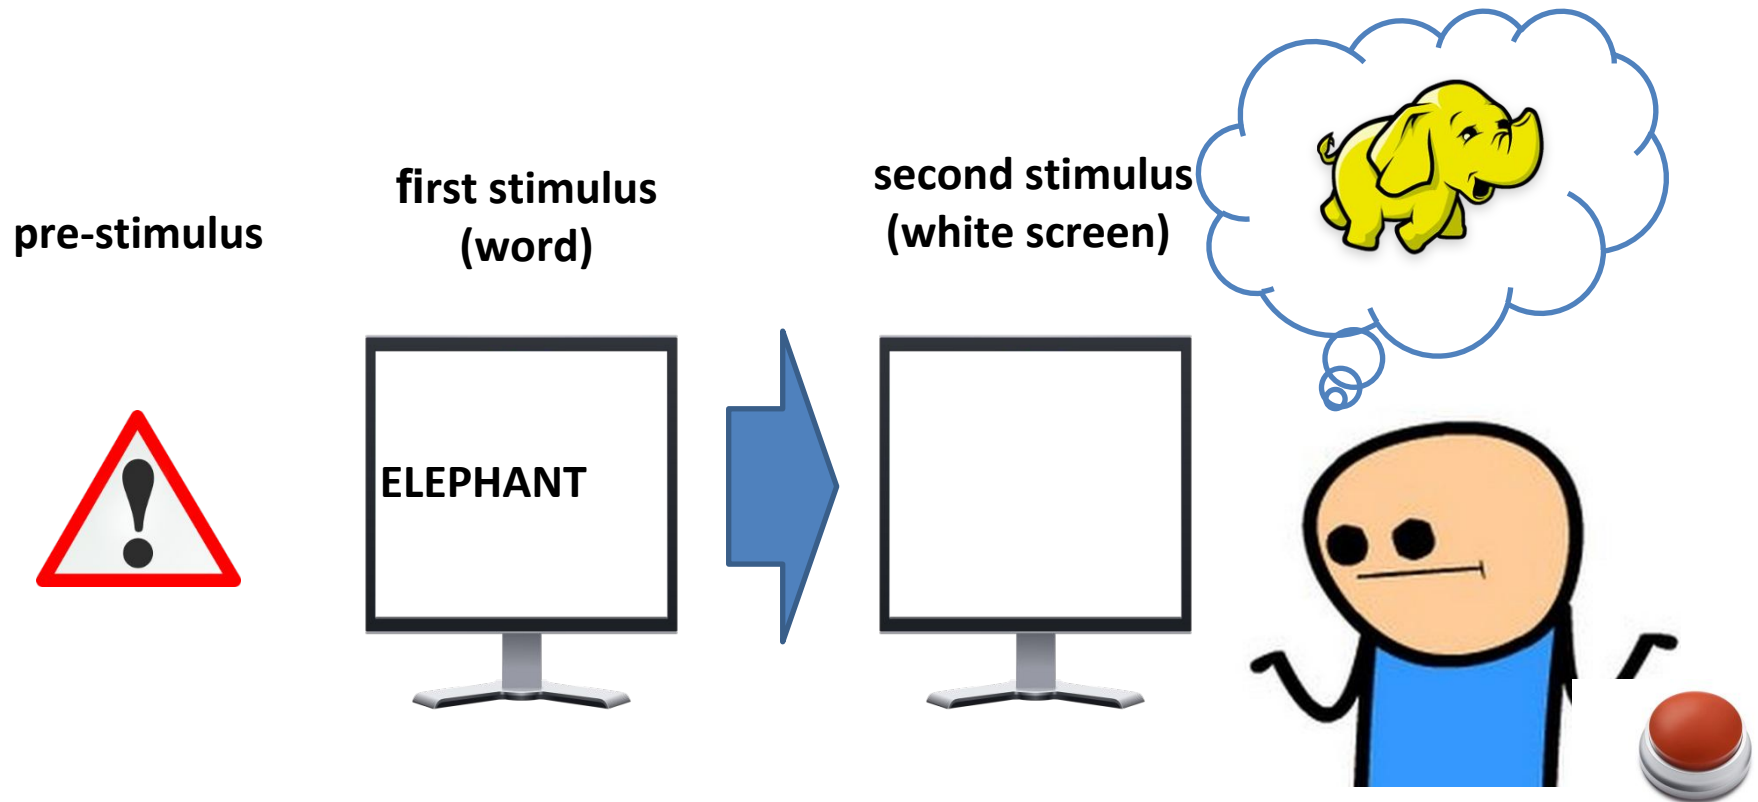 pre-stimulus
first stimulus
(word)
second stimulus
(white screen)
ELEPHANT